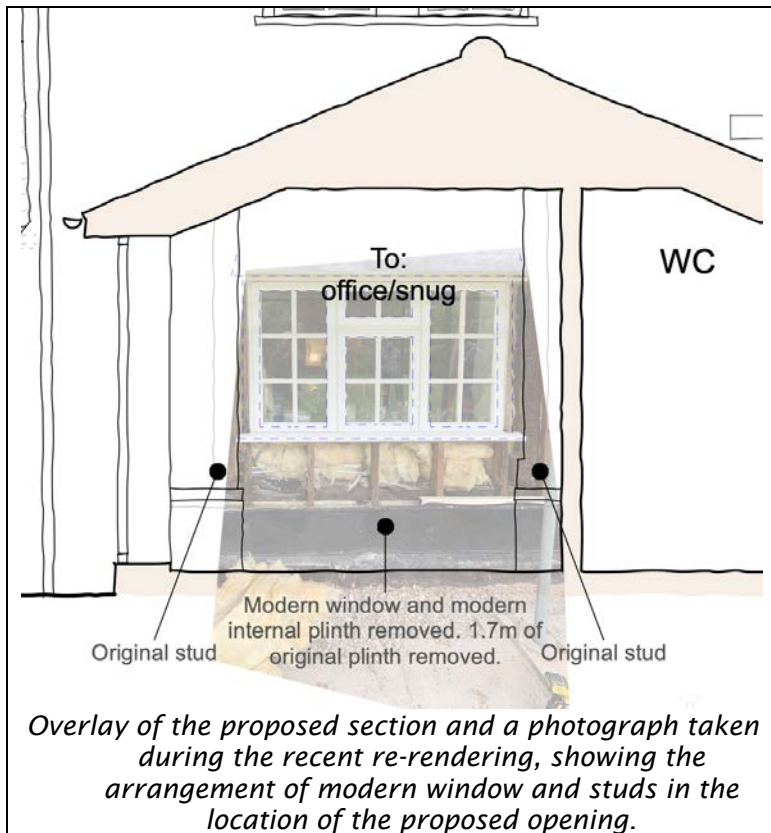 To:
office/snug
WC
Modern window and modern
internal plinth removed. 1.7m of
original plinth removed.
Original stud
Original stud
Overlay of the proposed section and a photograph taken
during the recent re-rendering, showing the
arrangement of modern window and studs in the
location of the proposed opening.